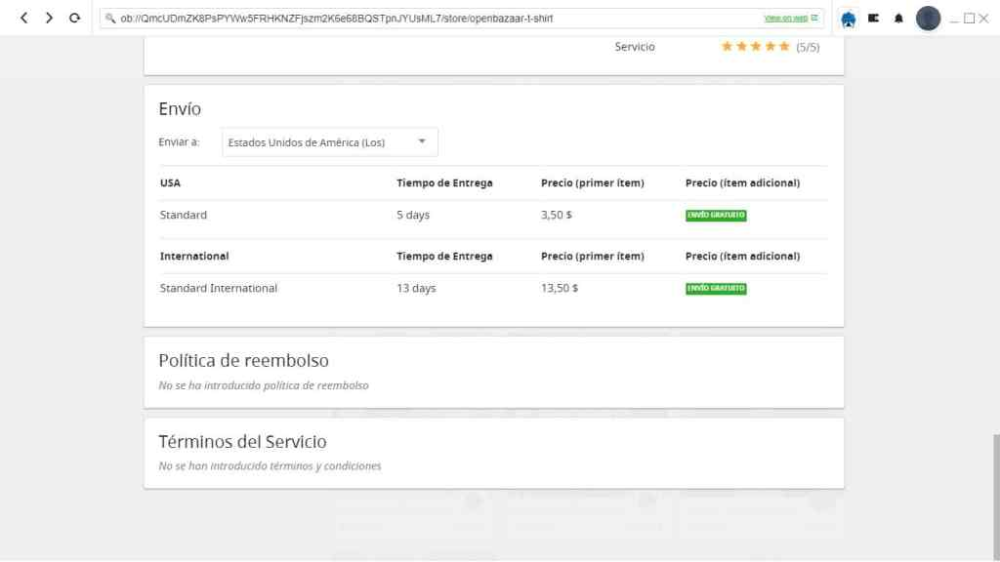 ob://QmcUDmZK8PsPYWw5FRHKNZFjszm2K6e68BQSTpnJYUsML7/store/openbazaar-t-shirt View on web
Servicio (5/5)
Envío
Enviar a: Estados Unidos de América (Los)
USA Tiempo de Entrega Precio (primer ítem) Precio (ítem adicional)
Standard 5 days 3,50 $ ENVÍO GRATUITO
International Tiempo de Entrega Precio (primer ítem) Precio (ítem adicional)
Standard International 13 days 13,50 $ ENVÍO GRATUITO
Política de reembolso
No se ha introducido política de reembolso
Términos del Servicio
No se han introducido términos y condiciones